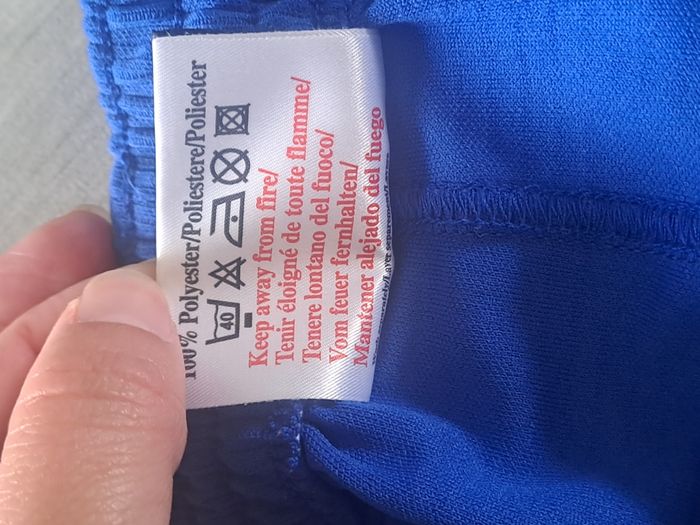 100% Polyester/Poliestere/Poliester
40
Keep away from fire/
Tenir éloigné de toute flamme/
Tenere lontano del fuoco/
Vom feuer fernhalten/
Mantener alejado del fuego